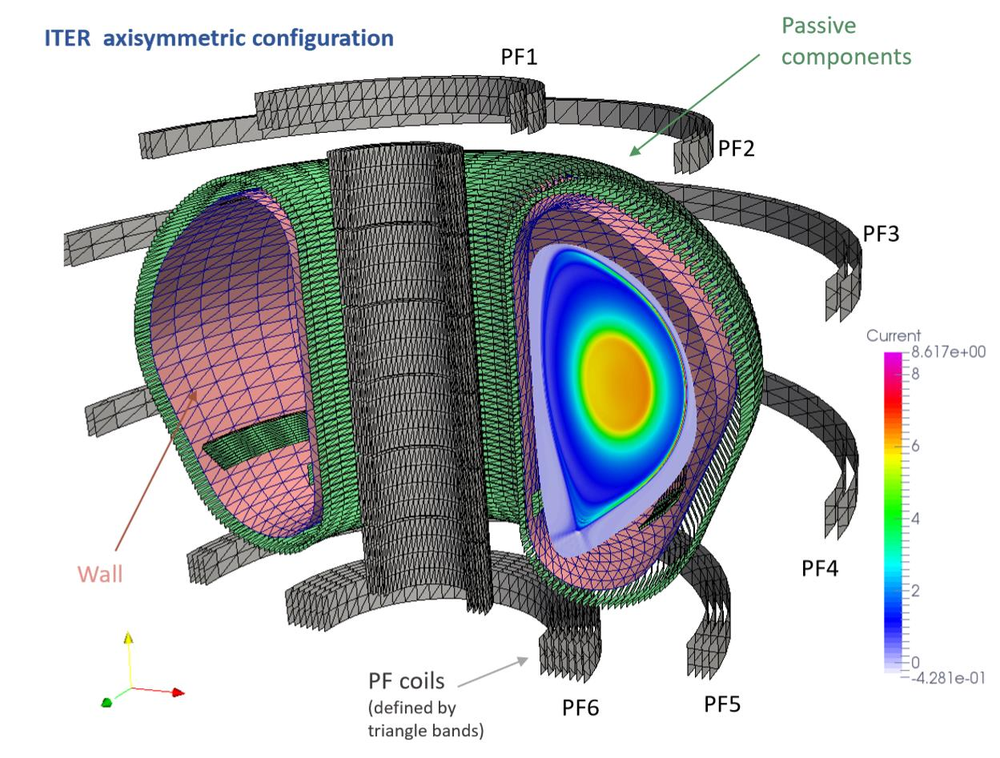 ITER axisymmetric configuration
Passive
components
PF1
PF2
PF3
Current
8.617e+00
8
6
4
2
0
-4.281e-01
Wall
PF4
PF coils
(defined by
triangle bands)
PF6
PF5